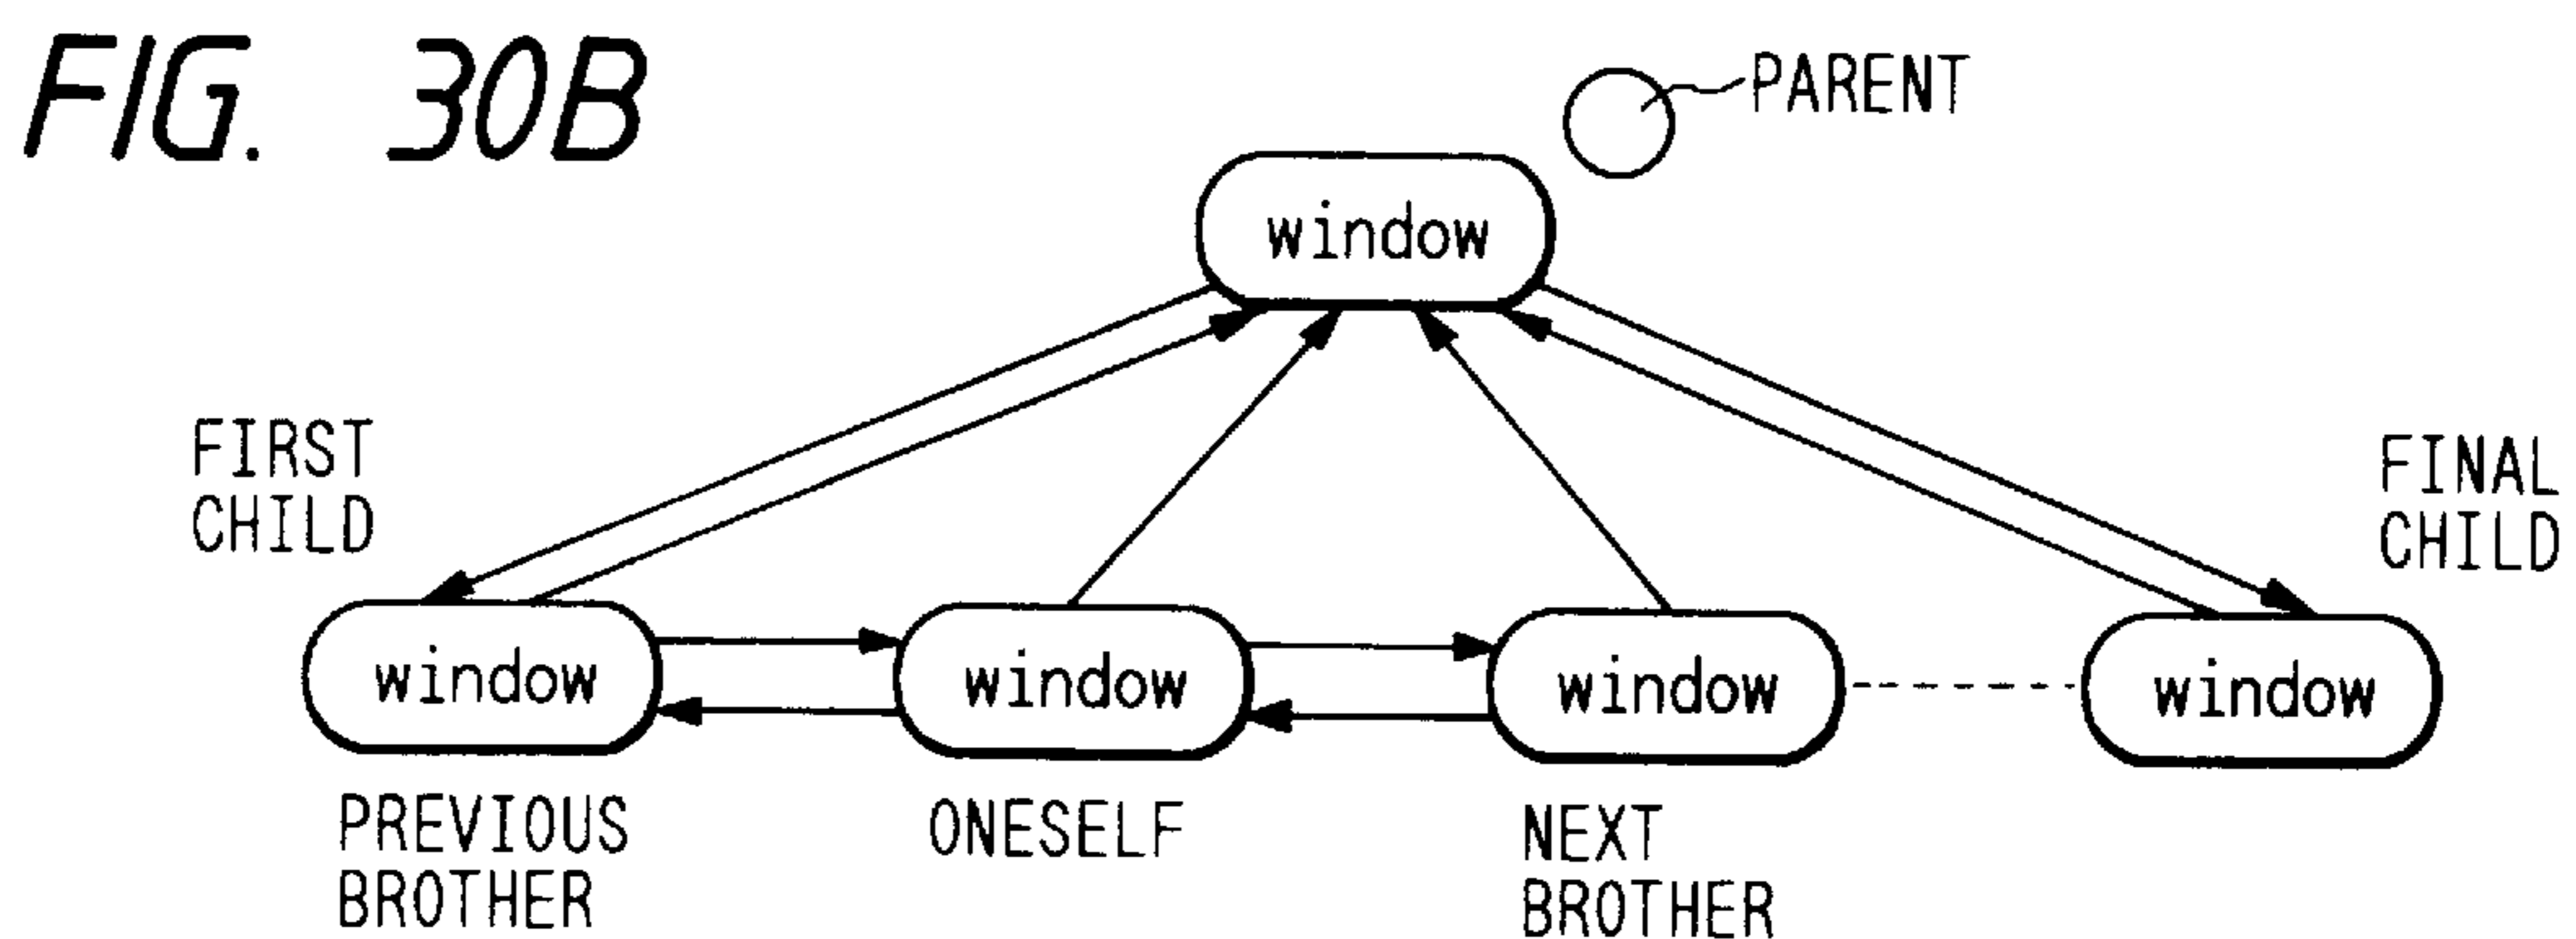 FIG. 30B
PARENT
window
FIRST
CHILD
FINAL
CHILD
window
window
window
window
PREVIOUS
BROTHER
ONESELF
NEXT
BROTHER